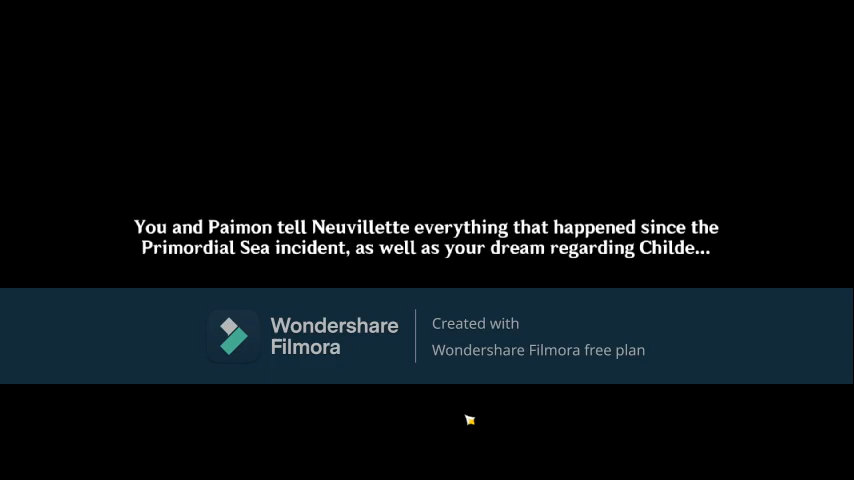 You and Paimon tell Neuvillette everything that happened since the
Primordial Sea incident, as well as your dream regarding Childe...
Wondershare
Filmora
Created with
Wondershare Filmora free plan